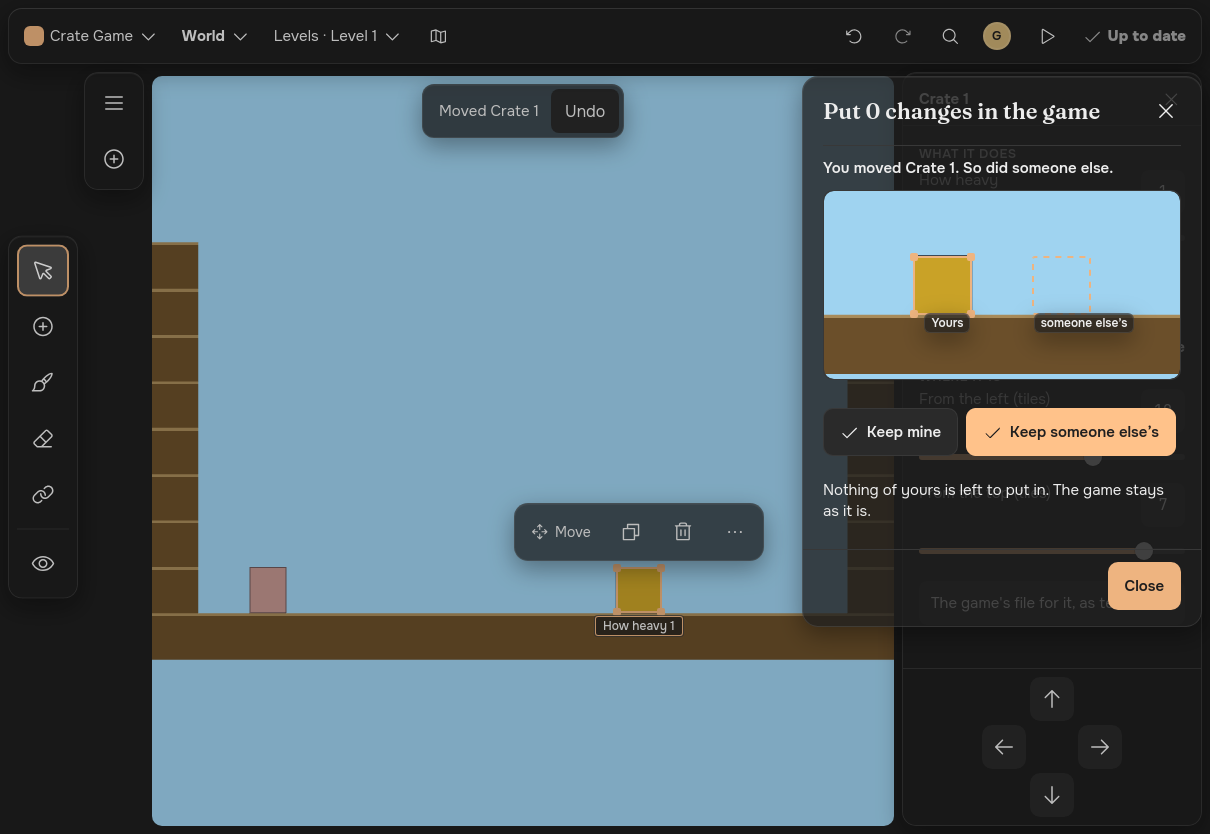 Crate Game
World
Levels · Level 1
G
Up to date
Moved Crate 1
Undo
Crate 1
Put 0 changes in the game
WHAT IT DOES
You moved Crate 1. So did someone else.
How heavy
1
Yours
someone else's
From the left (tiles)
Keep mine
Keep someone else’s
Nothing of yours is left to put in. The game stays
as it is.
7
Move
Close
The game's file for it, as te
How heavy 1